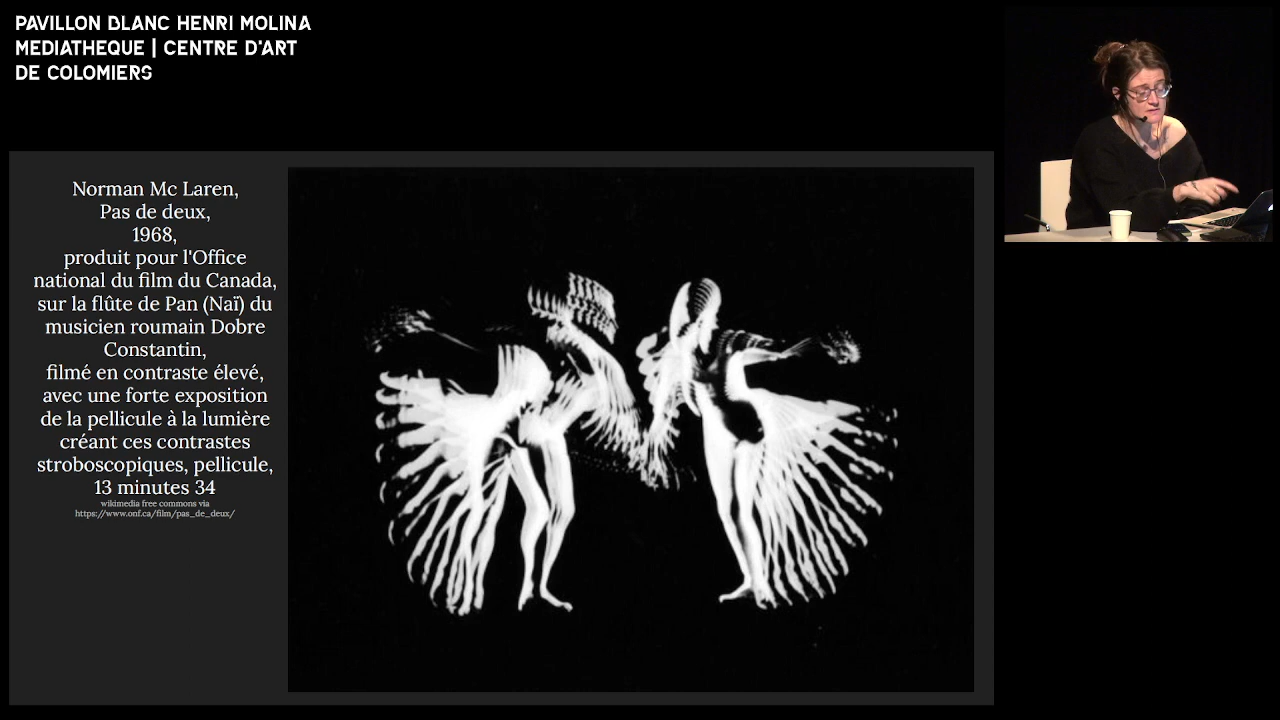 PAVILLON BLANC HENRI MOLINA
MEDIATHEQUE | CENTRE D'ART
DE COLOMIERS
Norman Mc Laren,
Pas de deux,
1968,
produit pour l'Office
national du film du Canada,
sur la flûte de Pan (Naï) du
musicien roumain Dobre
Constantin,
filmé en contraste élevé,
avec une forte exposition
de la pellicule à la lumière
créant ces contrastes
stroboscopiques, pellicule,
13 minutes 34
wikimedia free commons via
https://www.onf.ca/film/pas_de_deux/